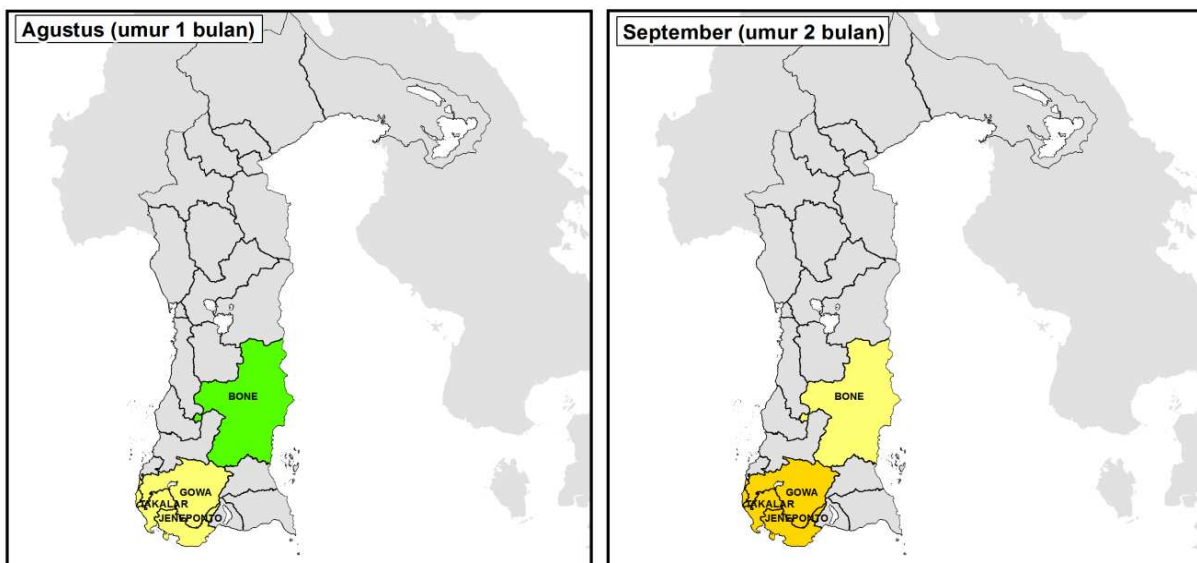 Agustus (umur 1 bulan)
BONE
GOWA
TAKALAR
JENEPONTO
September (umur 2 bulan)
BONE
GOWA
TAKALAR
JENEPONTO